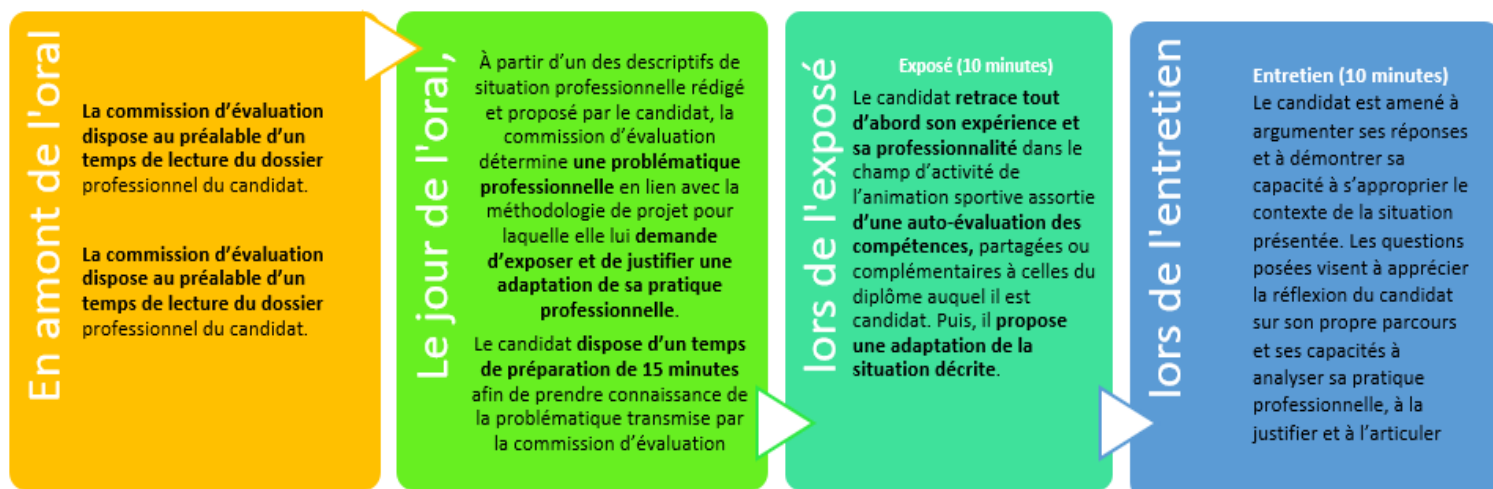 En amont de l'oral
La commission d’évaluation
dispose au préalable d’un
temps de lecture du dossier
professionnel du candidat.
La commission d’évaluation
dispose au préalable d’un
temps de lecture du dossier
professionnel du candidat.
Le jour de l'oral,
À partir d’un des descriptifs de
situation professionnelle rédigé
et proposé par le candidat, la
commission d’évaluation
détermine une problématique
professionnelle en lien avec la
méthodologie de projet pour
laquelle elle lui demande
d’exposer et de justifier une
adaptation de sa pratique
professionnelle.
Le candidat dispose d’un temps
de préparation de 15 minutes
afin de prendre connaissance de
la problématique transmise par
la commission d’évaluation
lors de l'exposé
Exposé (10 minutes)
Le candidat retrace tout
d’abord son expérience et
sa professionnalité dans le
champ d’activité de
l’animation sportive assortie
d’une auto-évaluation des
compétences, partagées ou
complémentaires à celles du
diplôme auquel il est
candidat. Puis, il propose
une adaptation de la
situation décrite.
lors de l'entretien
Entretien (10 minutes)
Le candidat est amené à
argumenter ses réponses
et à démontrer sa
capacité à s’approprier le
contexte de la situation
présentée. Les questions
posées visent à apprécier
la réflexion du candidat
sur son propre parcours
et ses capacités à
analyser sa pratique
professionnelle, à la
justifier et à l’articuler